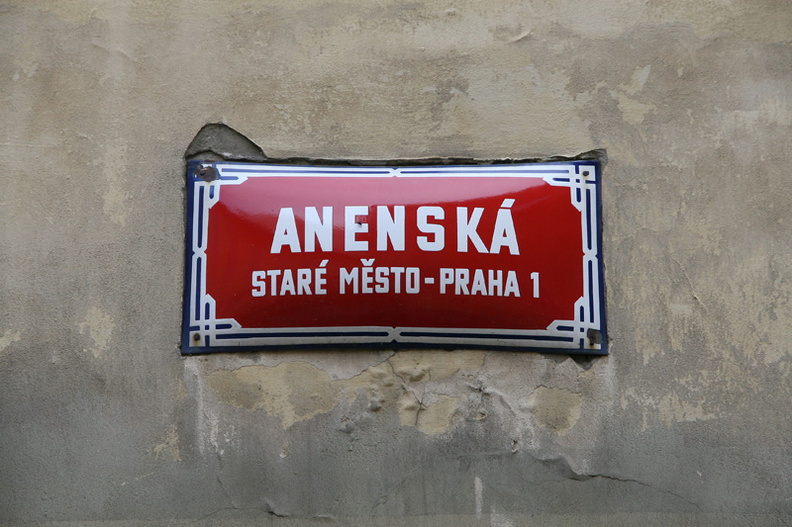 ANENSKÁ
STARÉ MĚSTO-PRAHA 1